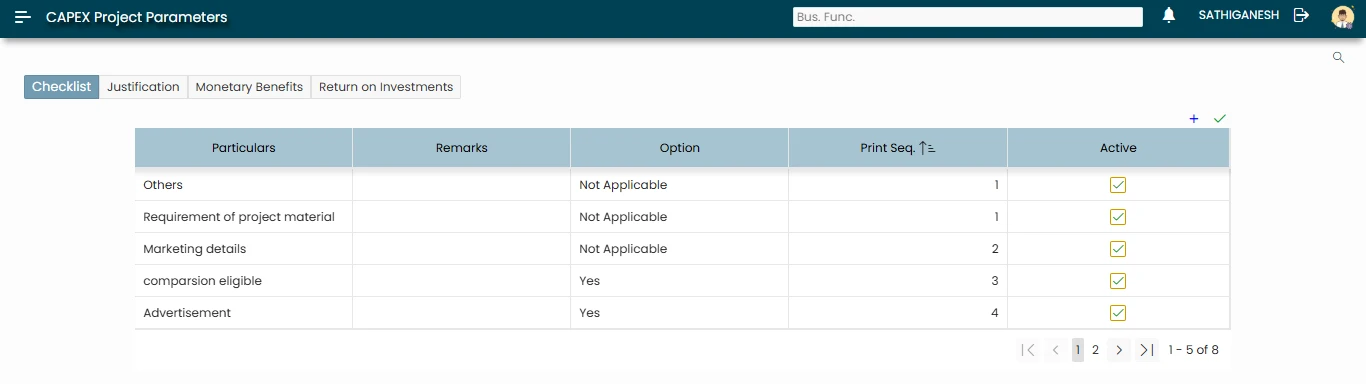 CAPEX Project Parameters Bus. Func. SATHIGANESH
Checklist Justification Monetary Benefits Return on Investments
Particulars Remarks Option Print Seq. Active
Others Not Applicable 1
Requirement of project material Not Applicable 1
Marketing details Not Applicable 2
comparsion eligible Yes 3
Advertisement Yes 4
1 2 1 - 5 of 8